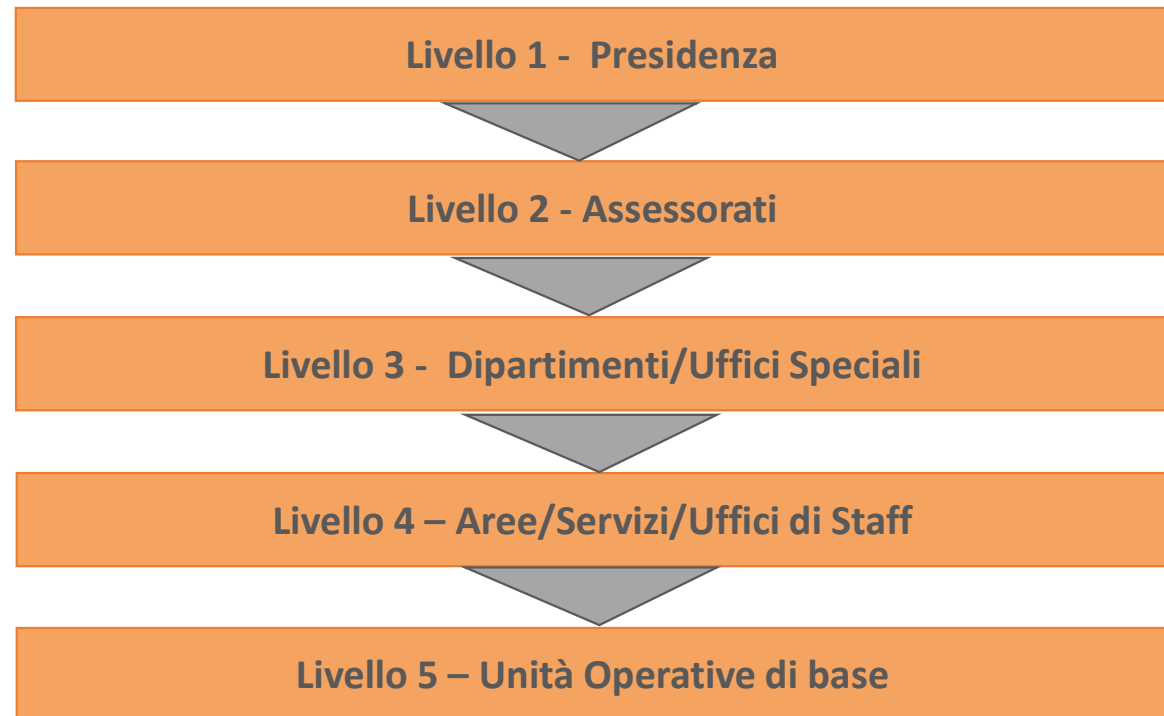 Livello 1 - Presidenza
Livello 2 - Assessorati
Livello 3 - Dipartimenti/Uffici Speciali
Livello 4 – Aree/Servizi/Uffici di Staff
Livello 5 – Unità Operative di base